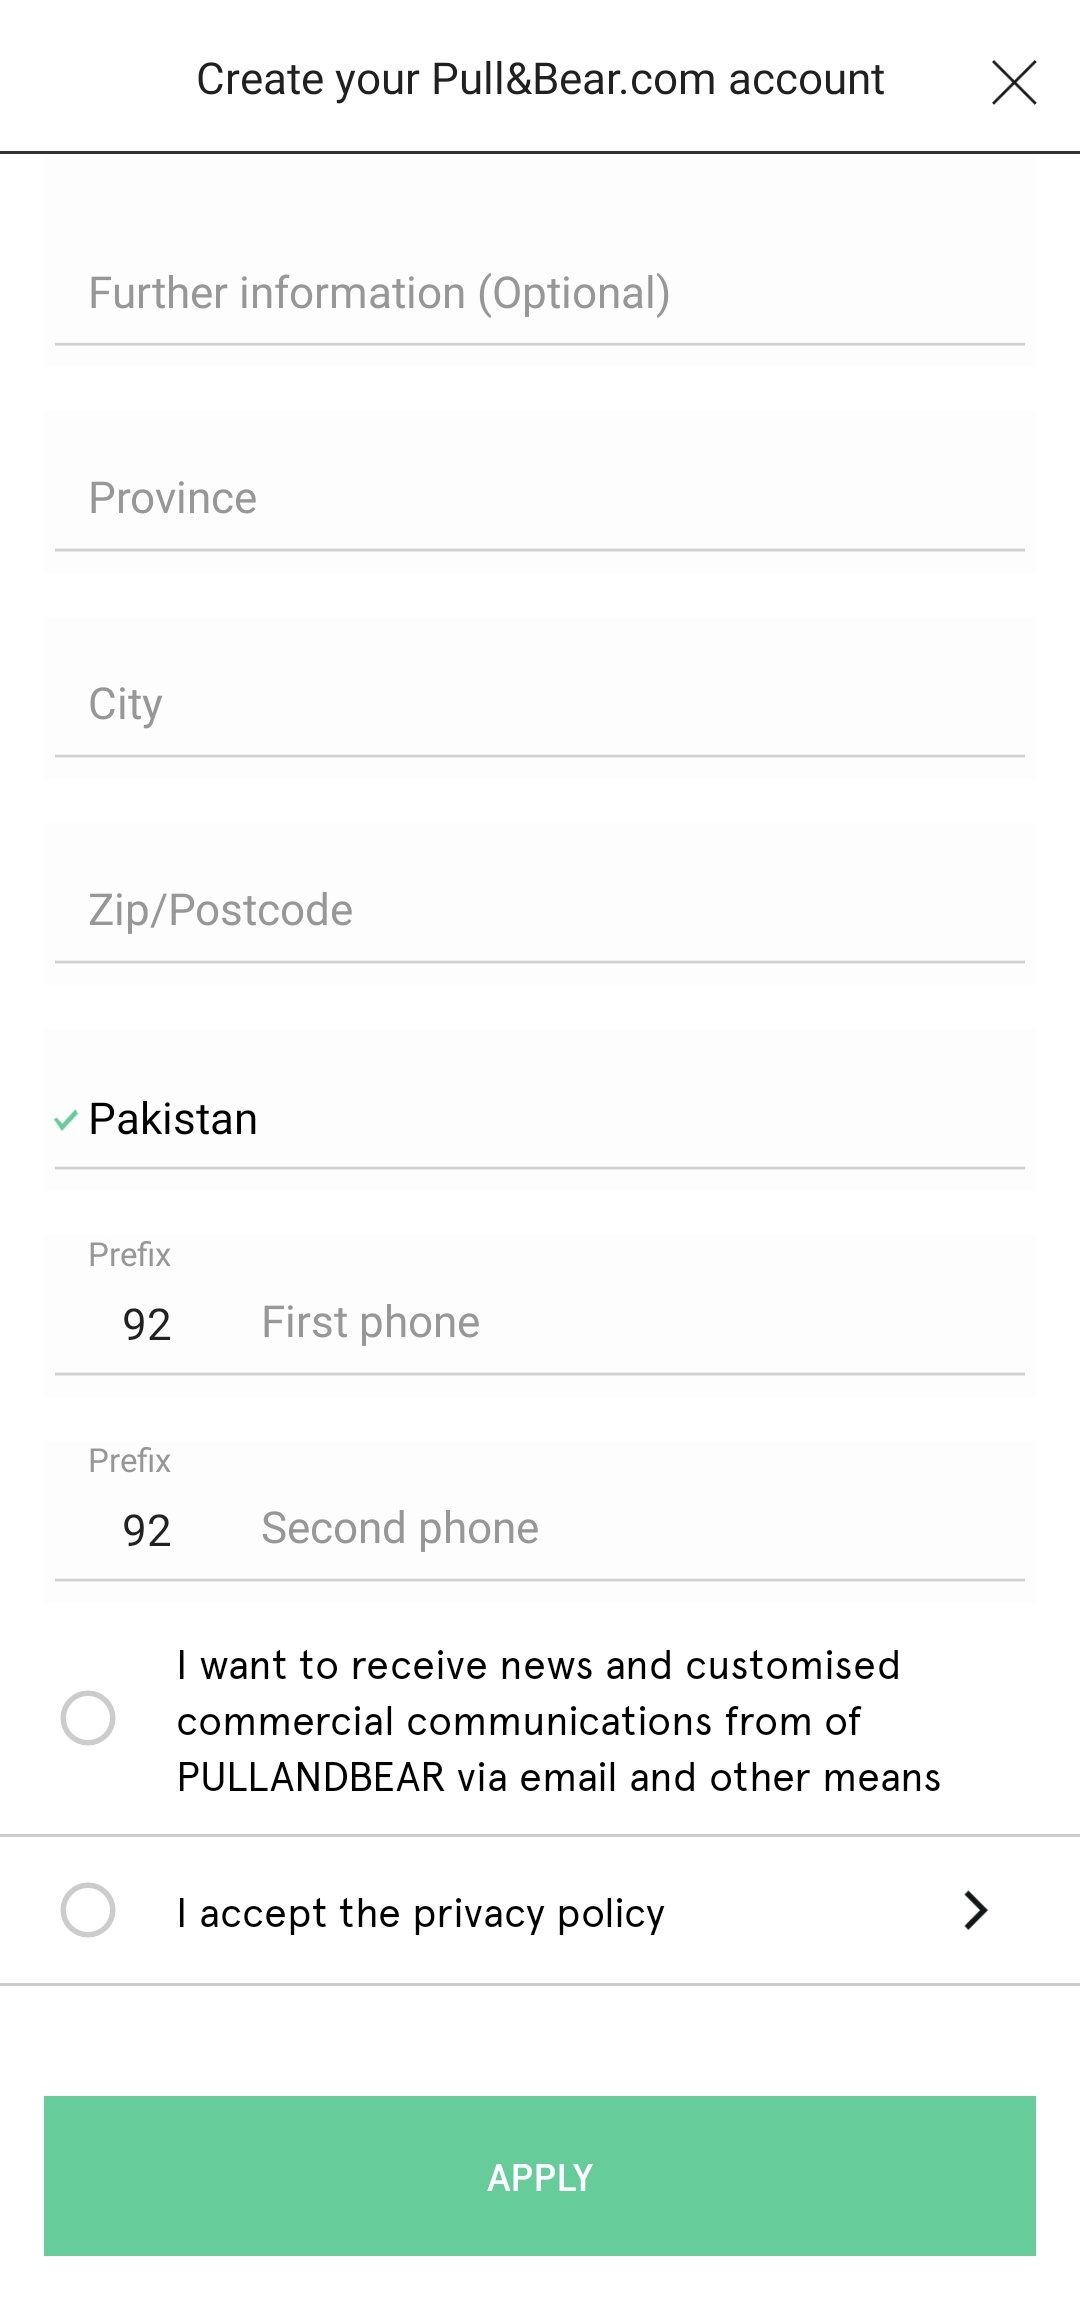 Create your Pull&Bear.com account
Further information (Optional)
Province
City
Zip/Postcode
Pakistan
Prefix
92 First phone
Prefix
92 Second phone
I want to receive news and customised
commercial communications from of
PULLANDBEAR via email and other means
I accept the privacy policy
APPLY